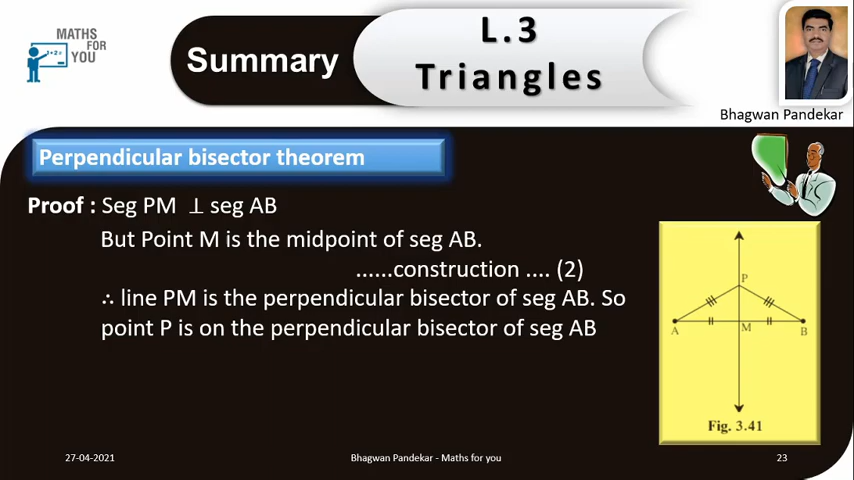 MATHS
FOR
YOU
1+2=
Summary
L.3
Triangles
Bhagwan Pandekar
Perpendicular bisector theorem
Proof : Seg PM ⊥ seg AB
But Point M is the midpoint of seg AB.
......construction .... (2)
∴ line PM is the perpendicular bisector of seg AB. So
point P is on the perpendicular bisector of seg AB
P
A M B
Fig. 3.41
27-04-2021 Bhagwan Pandekar - Maths for you 23